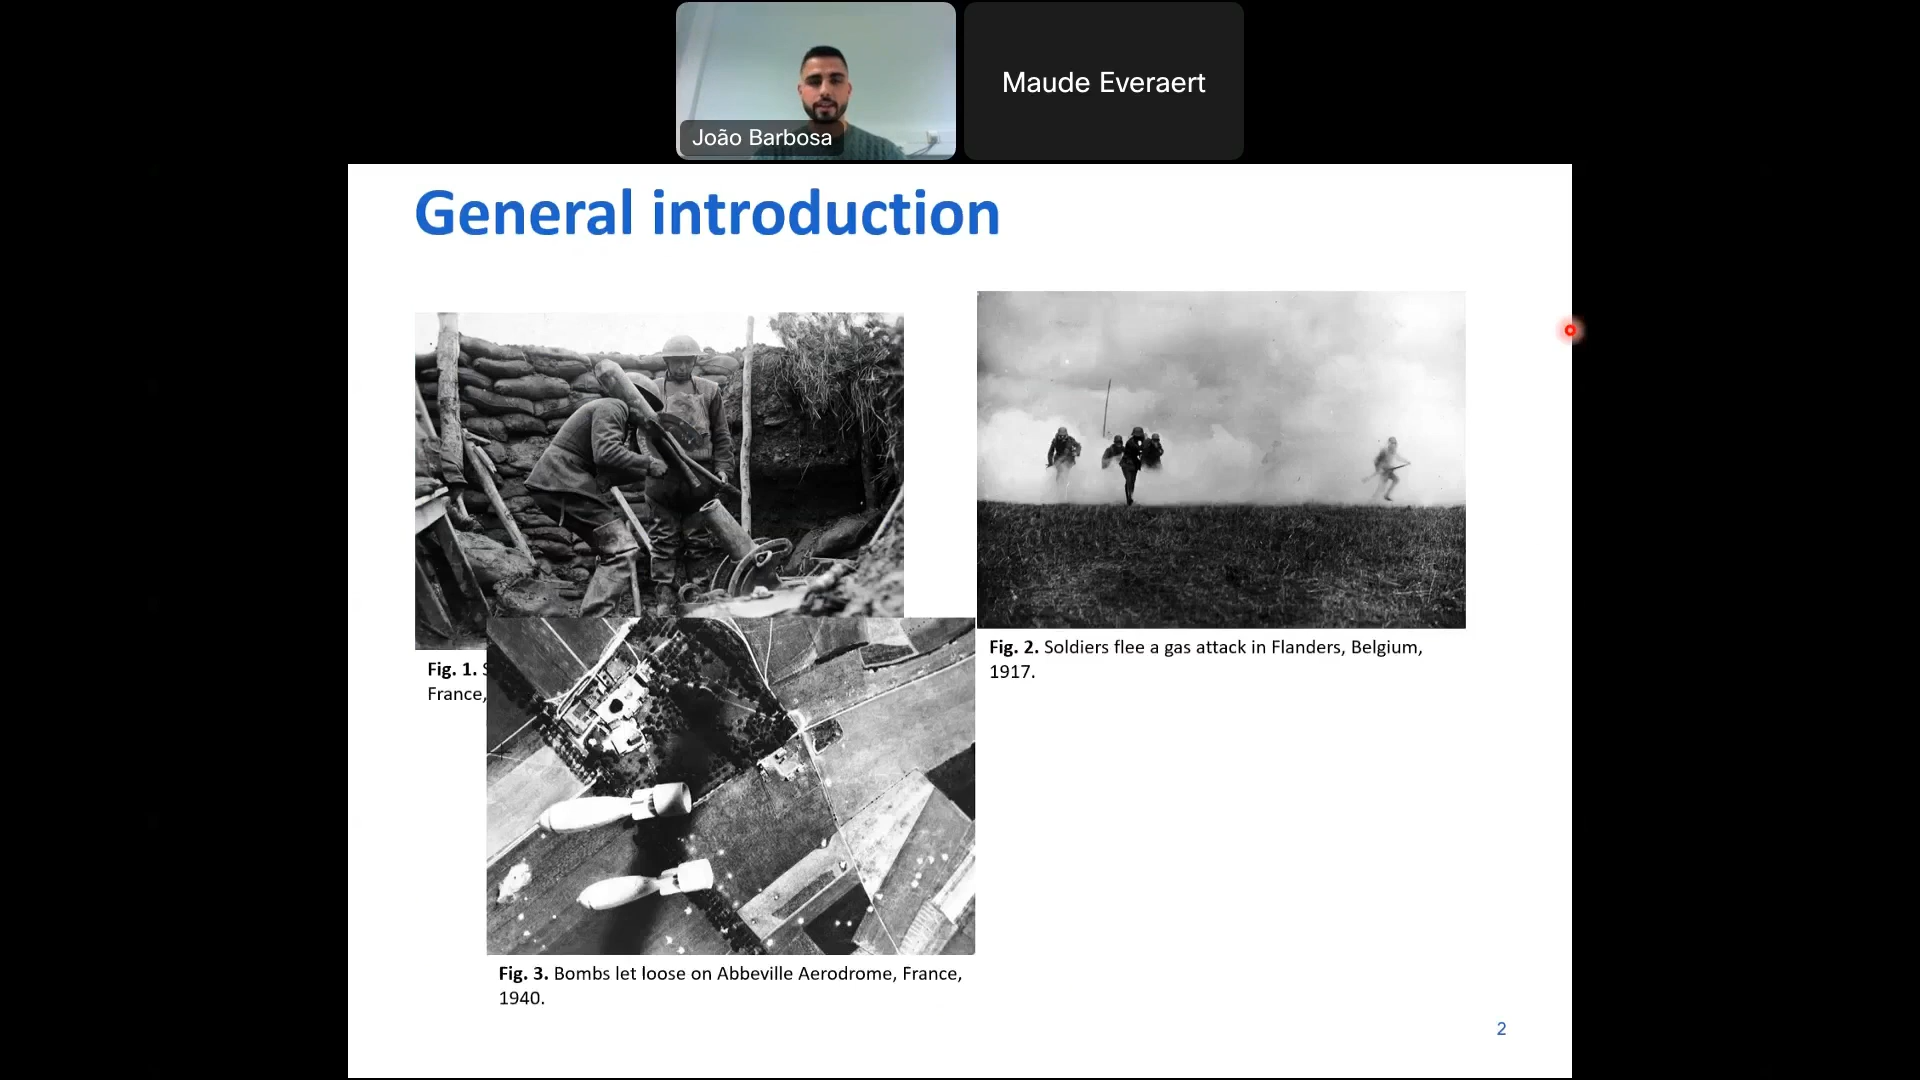 João Barbosa
Maude Everaert
General introduction
Fig. 1.
France,
Fig. 2. Soldiers flee a gas attack in Flanders, Belgium,
1917.
Fig. 3. Bombs let loose on Abbeville Aerodrome, France,
1940.
2